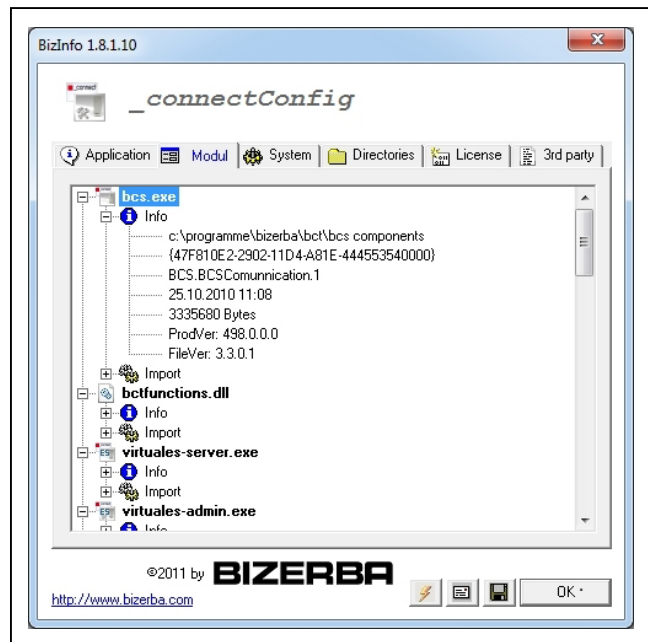 BizInfo 1.8.1.10
_connect
_connectConfig
Application Modul System Directories License 3rd party
bcs.exe
Info
c:\programme\bizerba\bct\bcs components
{47F810E2-2902-11D4-A81E-444553540000}
BCS.BCSComunnication.1
25.10.2010 11:08
3335680 Bytes
ProdVer: 498.0.0.0
FileVer: 3.3.0.1
Import
bctfunctions.dll
Info
Import
virtuales-server.exe
Info
Import
virtuales-admin.exe
Info
©2011 by BIZERBA
http://www.bizerba.com
OK